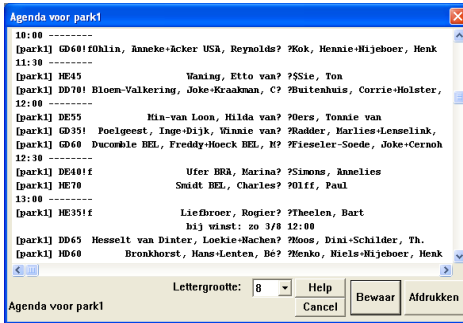 Agenda voor park1
10:00 --------
[park1] GD60!fOhlin, Anneke+Acker USA, Reynolds? ?Kok, Hennie+Nijeboer, Henk
11:30 --------
[park1] HE45 Waning, Etto van? ?$Sie, Ton
[park1] DD70! Bloem-Valkering, Joke+Kraakman, C? ?Buitenhuis, Corrie+Holster,
12:00 --------
[park1] DE55 Min-van Loon, Hilda van? ?Oers, Tonnie van
[park1] GD35! Poelgeest, Inge+Dijk, Winnie van? ?Radder, Marlies+Lenselink,
[park1] GD60 Ducomble BEL, Freddy+Hoeck BEL, M? ?Fieseler-Soede, Joke+Cernoh
12:30 --------
[park1] DE40!f Ufer BRA, Marina? ?Simons, Annelies
[park1] HE70 Smidt BEL, Charles? ?Olff, Paul
13:00 --------
[park1] HE35!f Liefbroer, Rogier? ?Theelen, Bart
bij winst: zo 3/8 12:00
[park1] DD65 Hesselt van Dinter, Loekie+Nachen? ?Moos, Dini+Schilder, Th.
[park1] HD60 Bronkhorst, Hans+Lenten, Bé? ?Menko, Niels+Nijeboer, Henk
Lettergrootte: 8 Help
Bewaar Afdrukken
Agenda voor park1 Cancel